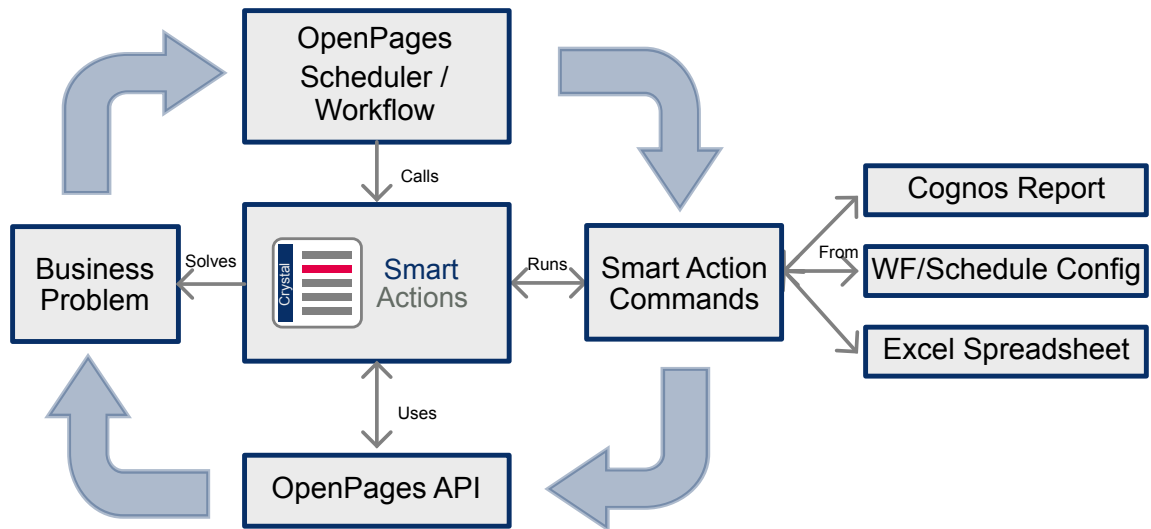 OpenPages
Scheduler /
Workflow
Calls
Cognos Report
Business
Problem
Solves
Crystal
Smart
Actions
Runs
Smart Action
Commands
From
WF/Schedule Config
Excel Spreadsheet
Uses
OpenPages API